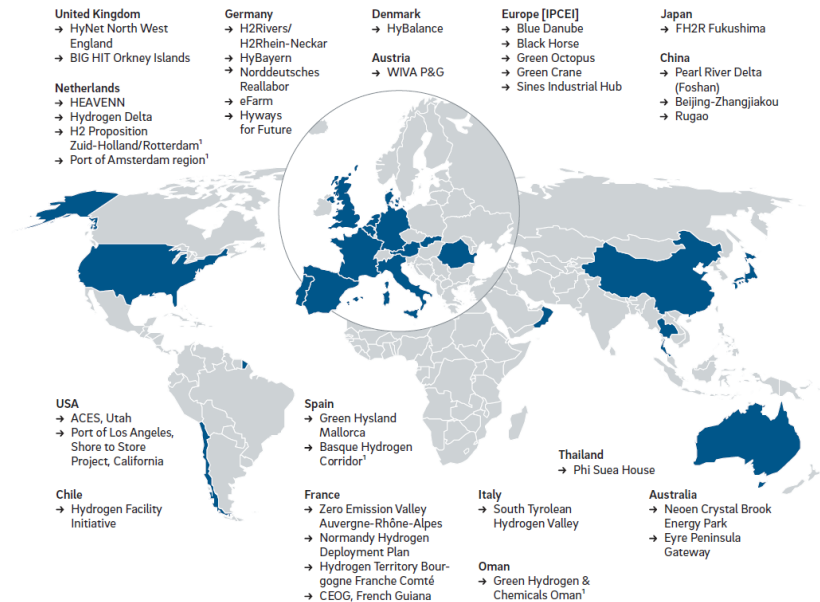 United Kingdom
→ HyNet North West
England
→ BIG HIT Orkney Islands
Netherlands
→ HEAVENN
→ Hydrogen Delta
→ H2 Proposition
Zuid-Holland/Rotterdam¹
→ Port of Amsterdam region¹
Germany
→ H2Rivers/
H2Rhein-Neckar
→ HyBayern
→ Norddeutsches
Reallabor
→ eFarm
→ Hyways
for Future
Denmark
→ HyBalance
Austria
→ WIVA P&G
Europe [IPCEI]
→ Blue Danube
→ Black Horse
→ Green Octopus
→ Green Crane
→ Sines Industrial Hub
Japan
→ FH2R Fukushima
China
→ Pearl River Delta
(Foshan)
→ Beijing-Zhangjiakou
→ Rugao
USA
→ ACES, Utah
→ Port of Los Angeles,
Shore to Store
Project, California
Chile
→ Hydrogen Facility
Initiative
Spain
→ Green Hysland
Mallorca
→ Basque Hydrogen
Corridor¹
France
→ Zero Emission Valley
Auvergne-Rhône-Alpes
→ Normandy Hydrogen
Deployment Plan
→ Hydrogen Territory Bour-
gogne Franche Comté
→ CEOG, French Guiana
Italy
→ South Tyrolean
Hydrogen Valley
Oman
→ Green Hydrogen &
Chemicals Oman¹
Thailand
→ Phi Suea House
Australia
→ Neoen Crystal Brook
Energy Park
→ Eyre Peninsula
Gateway